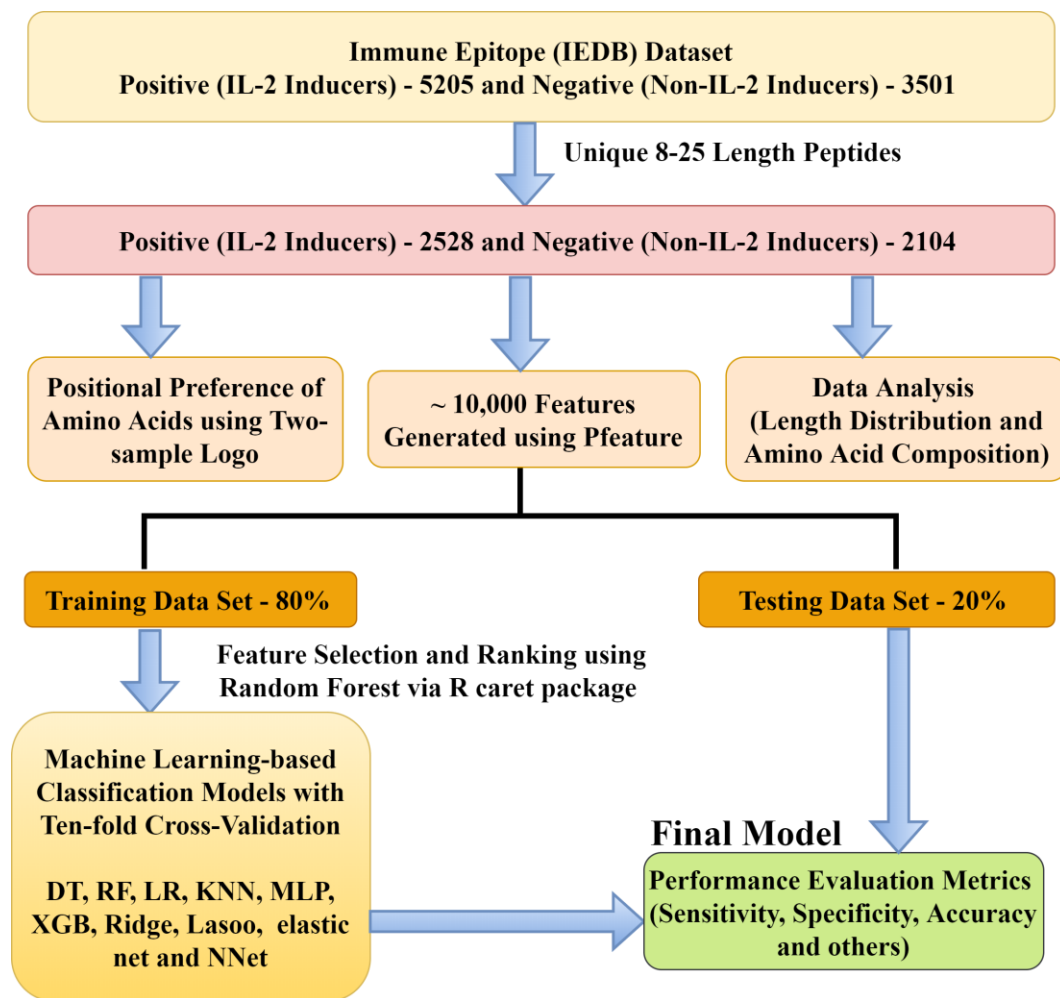 Immune Epitope (IEDB) Dataset
Positive (IL-2 Inducers) - 5205 and Negative (Non-IL-2 Inducers) - 3501
Unique 8-25 Length Peptides
Positive (IL-2 Inducers) - 2528 and Negative (Non-IL-2 Inducers) - 2104
Positional Preference of
Amino Acids using Two-
sample Logo
~ 10,000 Features
Generated using Pfeature
Data Analysis
(Length Distribution and
Amino Acid Composition)
Training Data Set - 80%
Testing Data Set - 20%
Feature Selection and Ranking using
Random Forest via R caret package
Machine Learning-based
Classification Models with
Ten-fold Cross-Validation
DT, RF, LR, KNN, MLP,
XGB, Ridge, Lasoo, elastic
net and NNet
Final Model
Performance Evaluation Metrics
(Sensitivity, Specificity, Accuracy
and others)